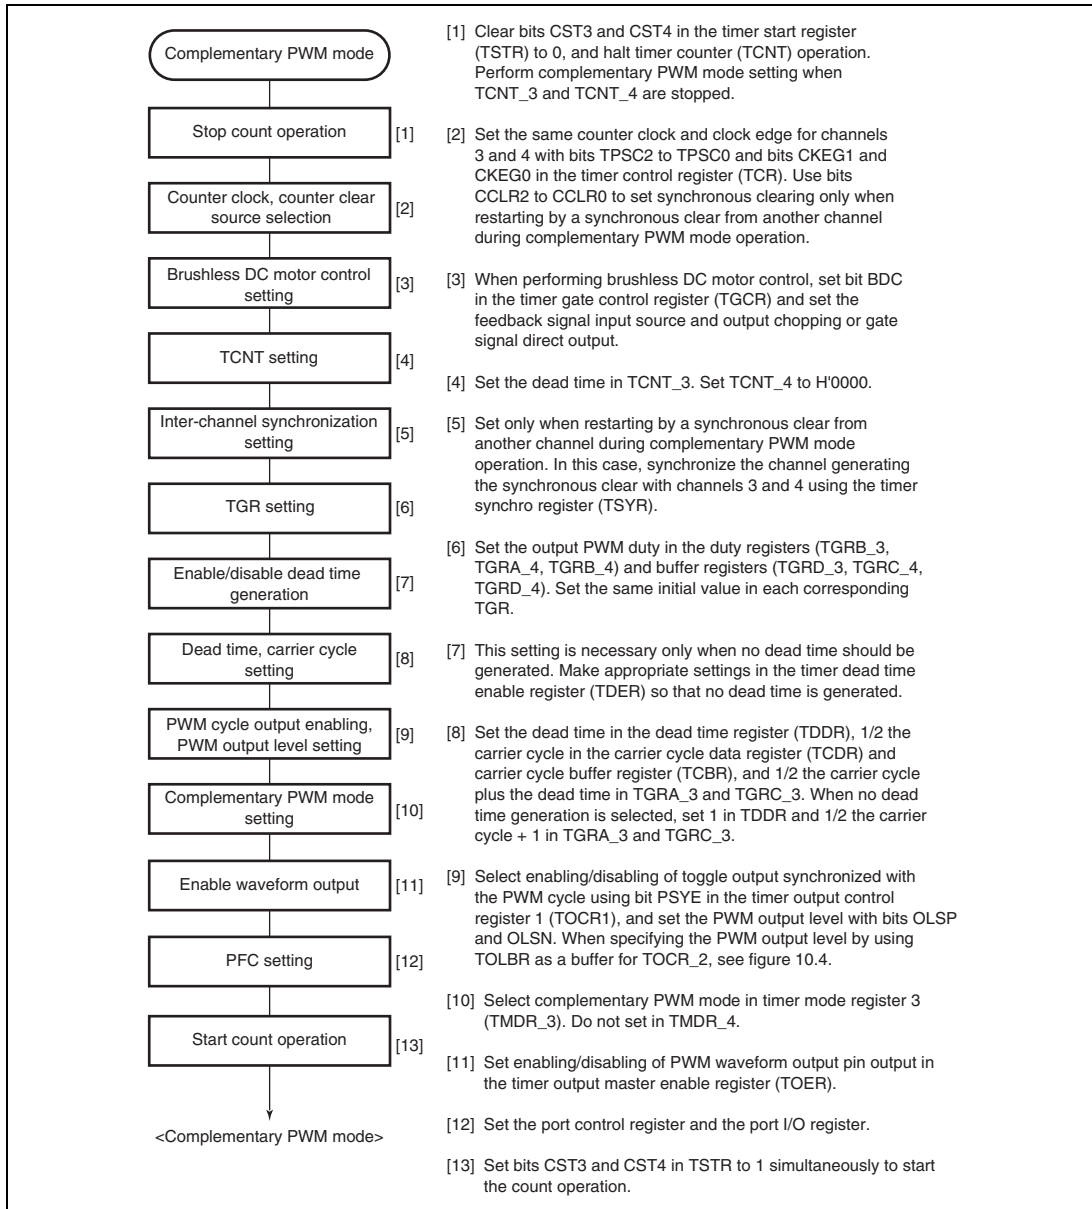 Complementary PWM mode
Stop count operation
[1]
Counter clock, counter clear
source selection
[2]
Brushless DC motor control
setting
[3]
TCNT setting
[4]
Inter-channel synchronization
setting
[5]
TGR setting
[6]
Enable/disable dead time
generation
[7]
Dead time, carrier cycle
setting
[8]
PWM cycle output enabling,
PWM output level setting
[9]
Complementary PWM mode
setting
[10]
Enable waveform output
[11]
PFC setting
[12]
Start count operation
[13]
<Complementary PWM mode>
[1] Clear bits CST3 and CST4 in the timer start register
(TSTR) to 0, and halt timer counter (TCNT) operation.
Perform complementary PWM mode setting when
TCNT_3 and TCNT_4 are stopped.
[2] Set the same counter clock and clock edge for channels
3 and 4 with bits TPSC2 to TPSC0 and bits CKEG1 and
CKEG0 in the timer control register (TCR). Use bits
CCLR2 to CCLR0 to set synchronous clearing only when
restarting by a synchronous clear from another channel
during complementary PWM mode operation.
[3] When performing brushless DC motor control, set bit BDC
in the timer gate control register (TGCR) and set the
feedback signal input source and output chopping or gate
signal direct output.
[4] Set the dead time in TCNT_3. Set TCNT_4 to H'0000.
[5] Set only when restarting by a synchronous clear from
another channel during complementary PWM mode
operation. In this case, synchronize the channel generating
the synchronous clear with channels 3 and 4 using the timer
synchro register (TSYR).
[6] Set the output PWM duty in the duty registers (TGRB_3,
TGRA_4, TGRB_4) and buffer registers (TGRD_3, TGRC_4,
TGRD_4). Set the same initial value in each corresponding
TGR.
[7] This setting is necessary only when no dead time should be
generated. Make appropriate settings in the timer dead time
enable register (TDER) so that no dead time is generated.
[8] Set the dead time in the dead time register (TDDR), 1/2 the
carrier cycle in the carrier cycle data register (TCDR) and
carrier cycle buffer register (TCBR), and 1/2 the carrier cycle
plus the dead time in TGRA_3 and TGRC_3. When no dead
time generation is selected, set 1 in TDDR and 1/2 the carrier
cycle + 1 in TGRA_3 and TGRC_3.
[9] Select enabling/disabling of toggle output synchronized with
the PWM cycle using bit PSYE in the timer output control
register 1 (TOCR1), and set the PWM output level with bits OLSP
and OLSN. When specifying the PWM output level by using
TOLBR as a buffer for TOCR_2, see figure 10.4.
[10] Select complementary PWM mode in timer mode register 3
(TMDR_3). Do not set in TMDR_4.
[11] Set enabling/disabling of PWM waveform output pin output in
the timer output master enable register (TOER).
[12] Set the port control register and the port I/O register.
[13] Set bits CST3 and CST4 in TSTR to 1 simultaneously to start
the count operation.